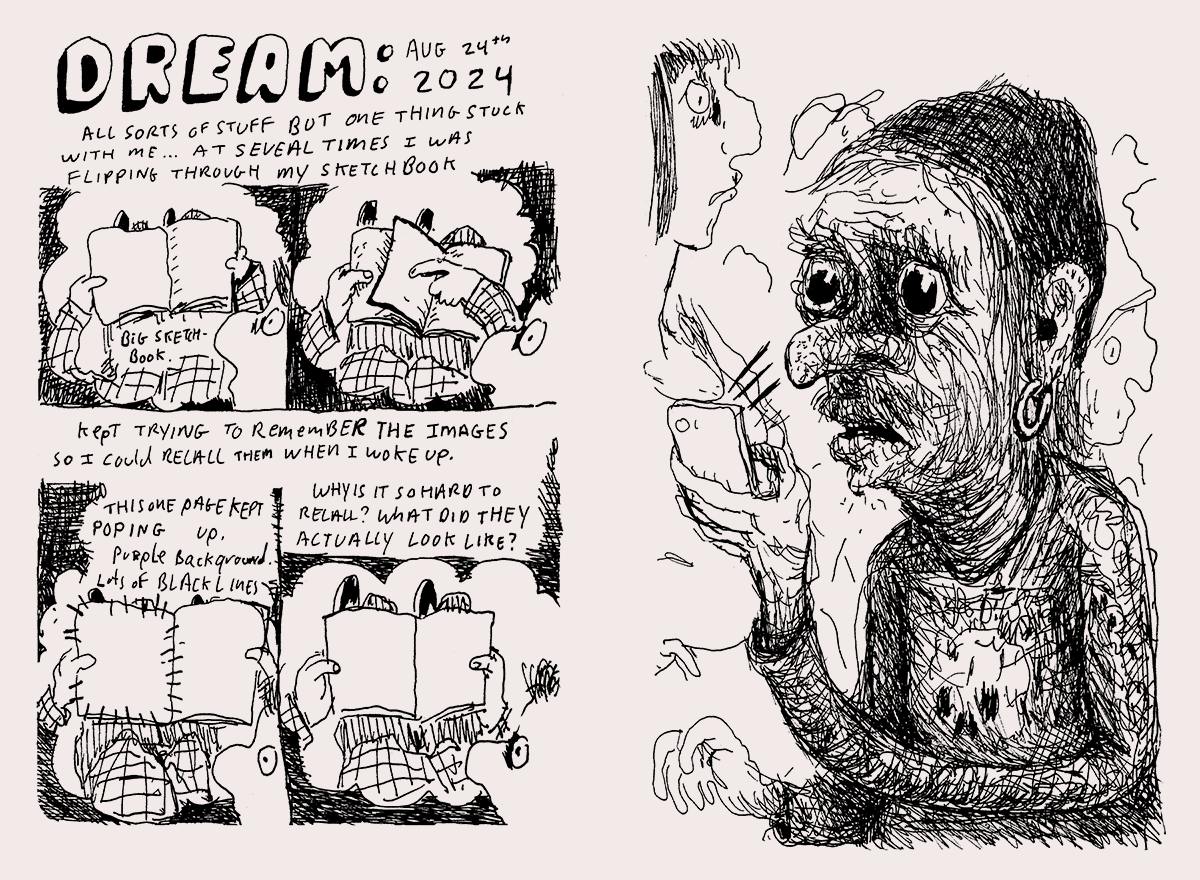 DREAM: AUG 24th
2024
ALL SORTS OF STUFF BUT ONE THING STUCK
WITH ME... AT SEVERAL TIMES I WAS
FLIPPING THROUGH MY SKETCHBOOK
BIG SKETCH-
BOOK.
KEPT TRYING TO REMEMBER THE IMAGES
SO I COULD RELALL THEM WHEN I WOKE UP.
THIS ONE PAGE KEPT
POPING UP.
PURPLE BACKGROUND.
LOTS OF BLACK LINES
WHY IS IT SO HARD TO
RELALL? WHAT DID THEY
ACTUALLY LOOK LIKE?